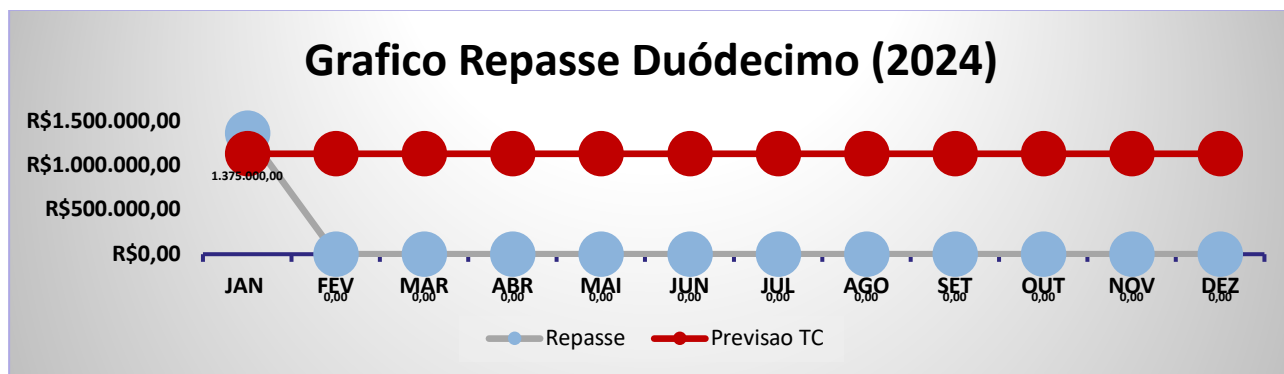 Grafico Repasse Duódecimo (2024)
R$1.500.000,00
R$1.000.000,00
R$500.000,00
R$0,00
1.375.000,00
JAN FEV MAR ABR MAI JUN JUL AGO SET OUT NOV DEZ
0,00 0,00 0,00 0,00 0,00 0,00 0,00 0,00 0,00 0,00 0,00
Repasse Previsao TC